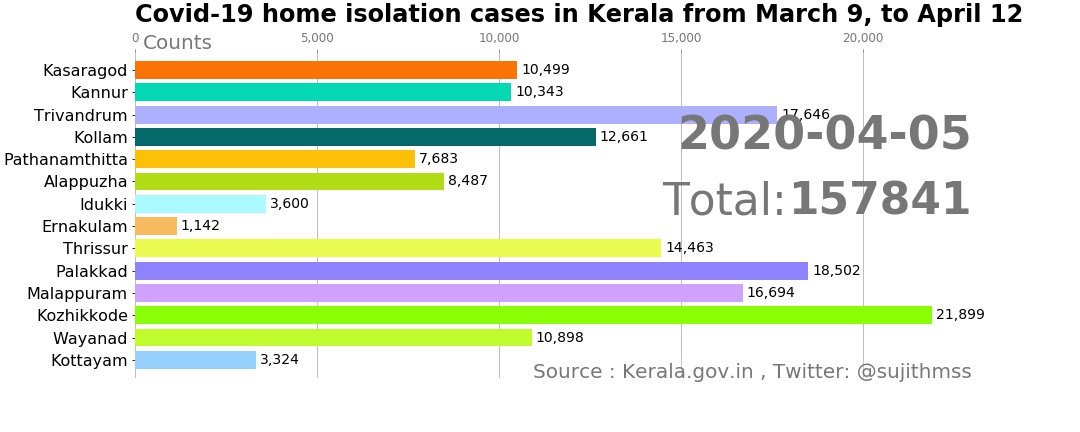 Covid-19 home isolation cases in Kerala from March 9, to April 12
0 5,000 10,000 15,000 20,000
Counts
Kasaragod 10,499
Kannur 10,343
Trivandrum 17,646
Kollam 12,661
2020-04-05
Pathanamthitta 7,683
Alappuzha 8,487
Total:157841
Idukki 3,600
Ernakulam 1,142
Thrissur 14,463
Palakkad 18,502
Malappuram 16,694
Kozhikkode 21,899
Wayanad 10,898
Kottayam 3,324
Source : Kerala.gov.in , Twitter: @sujithmss